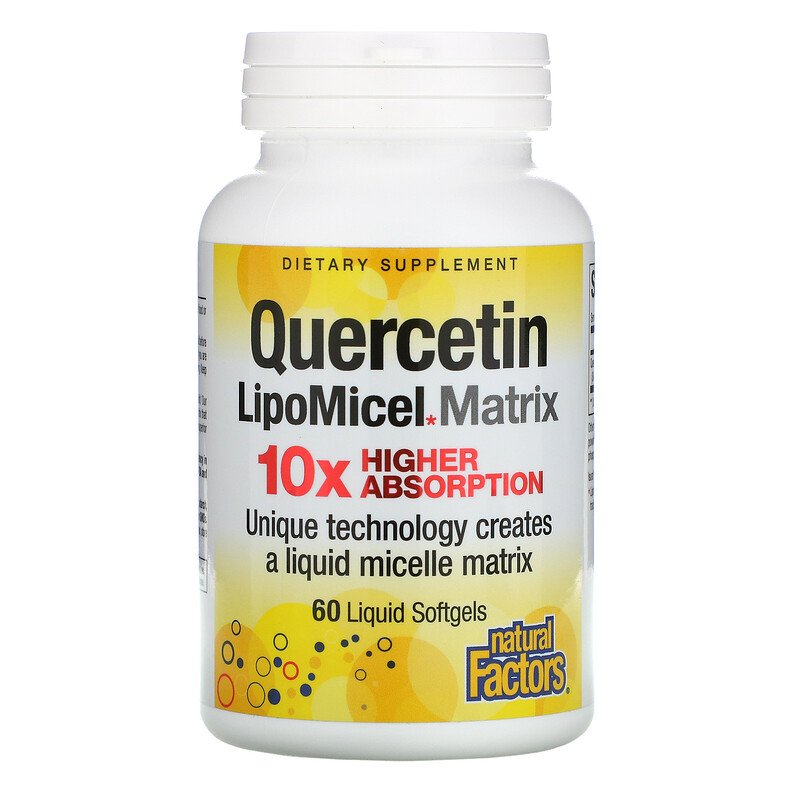 DIETARY SUPPLEMENT
Quercetin
LipoMicel*Matrix
10x HIGHER
ABSORPTION
Unique technology creates
a liquid micelle matrix
60 Liquid Softgels
natural
Factors®